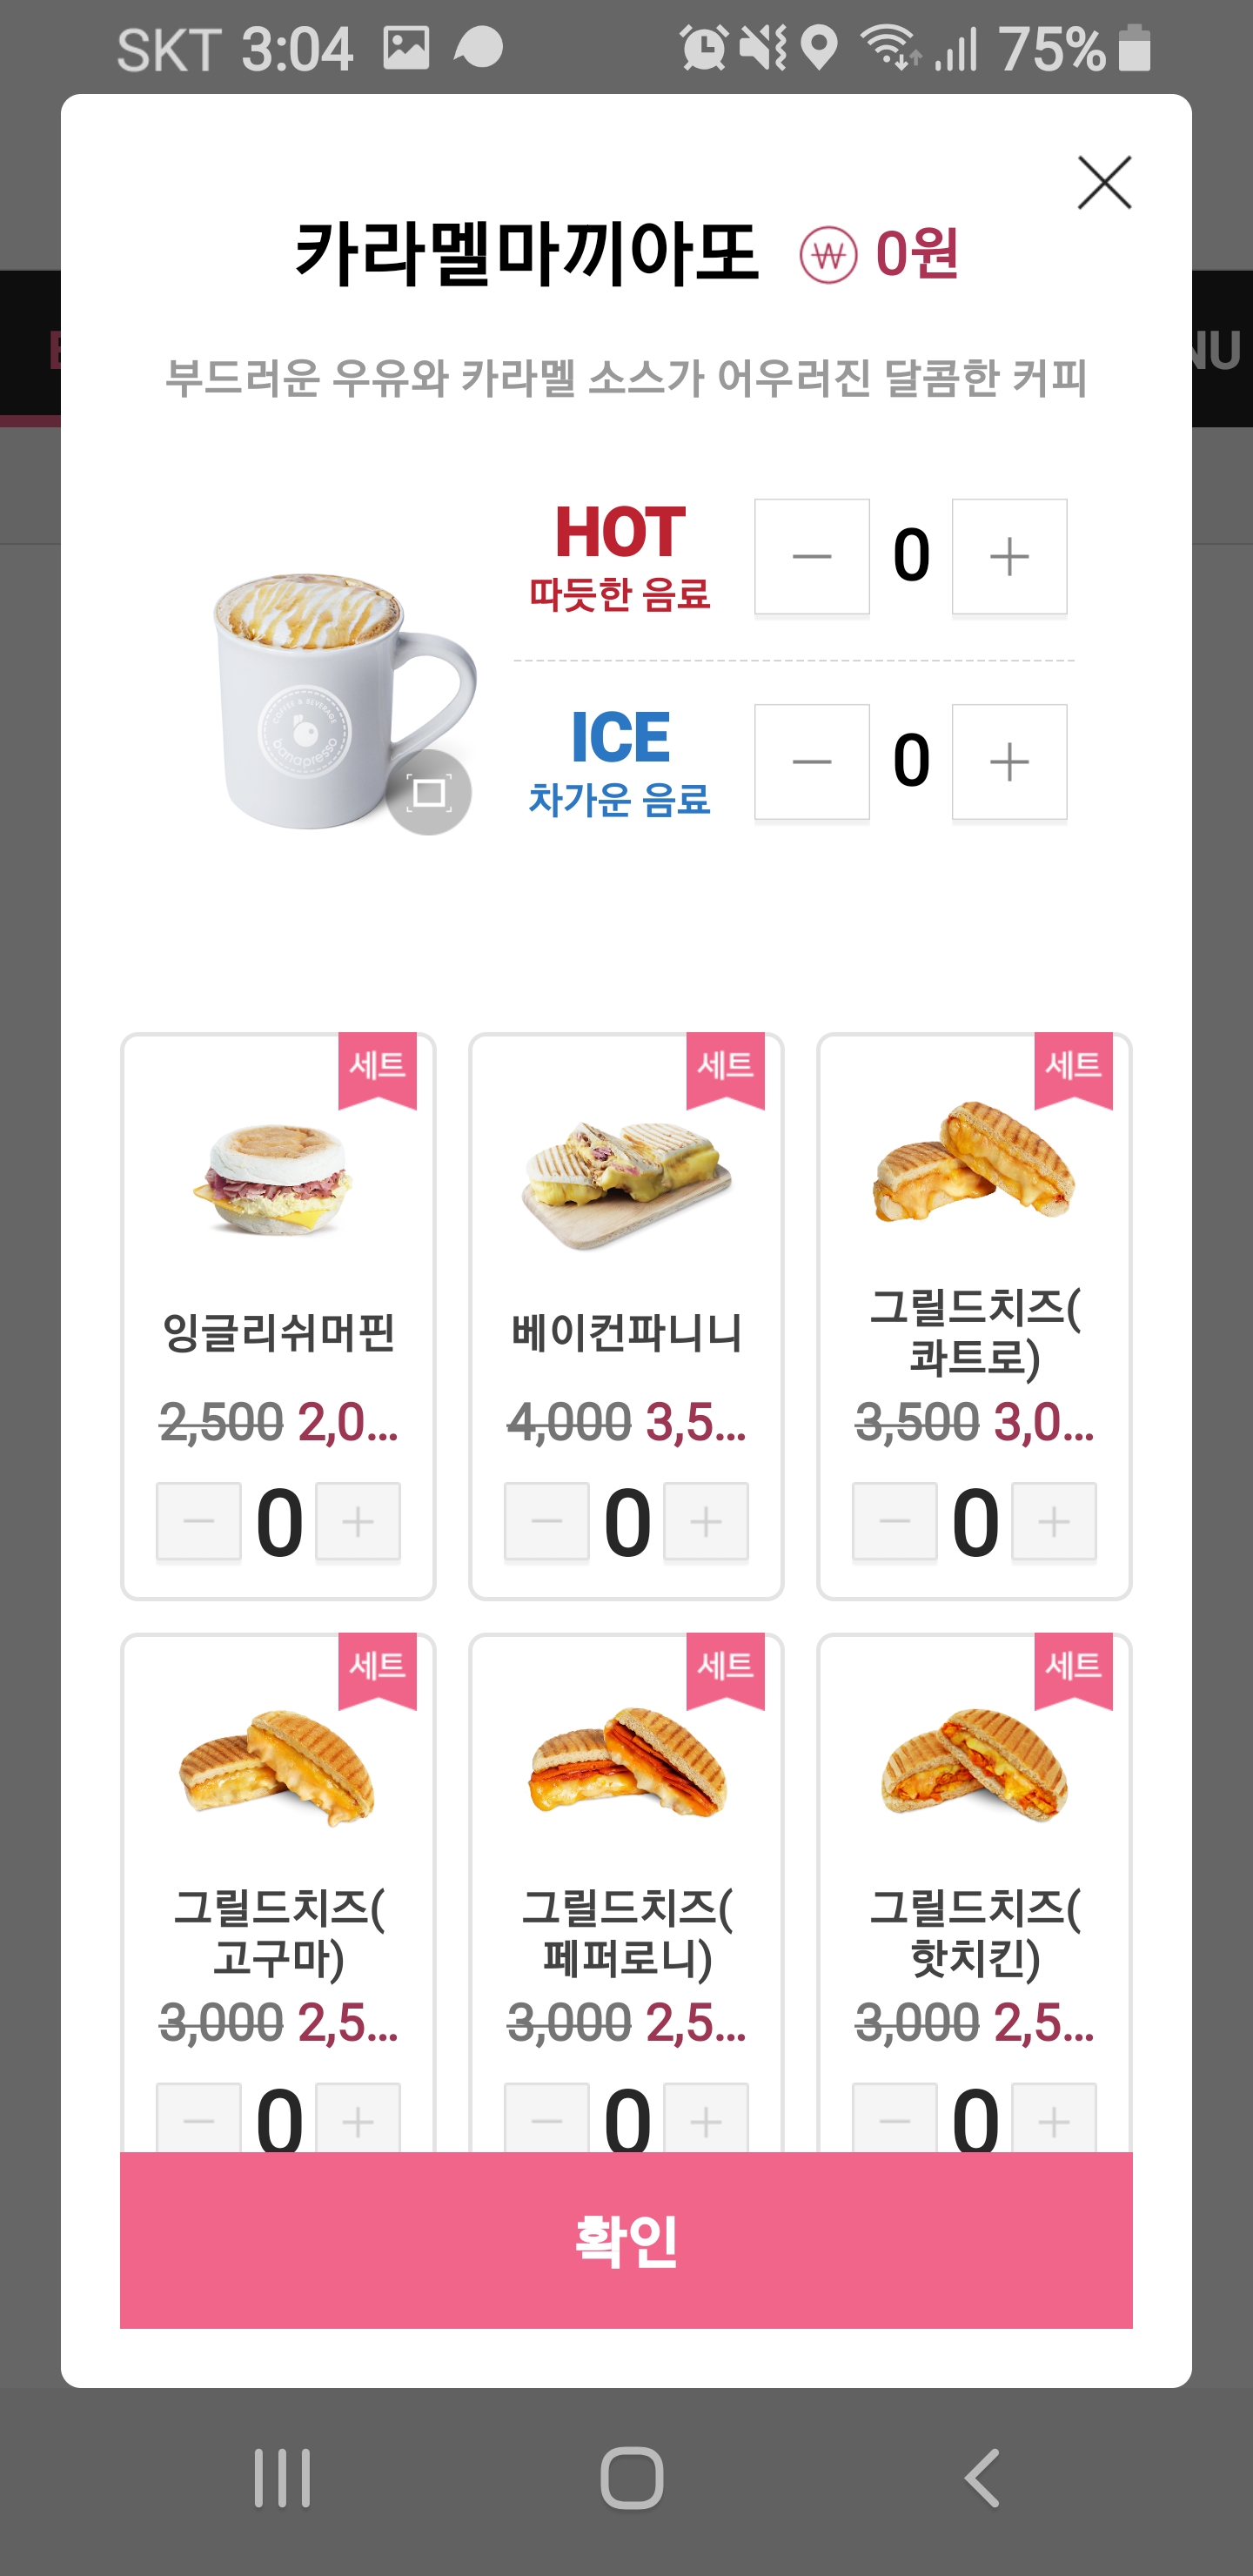 SKT 3:04 75%
NU
카라멜마끼아또 0원
부드러운 우유와 카라멜 소스가 어우러진 달콤한 커피
HOT
따뜻한 음료
0
COFFEE & BEVERAGE
banapresso
ICE
차가운 음료
0
세트 세트 세트
잉글리쉬머핀 베이컨파니니 그릴드치즈(
콰트로)
2,500 2,0... 4,000 3,5... 3,500 3,0...
0 0 0
세트 세트 세트
그릴드치즈( 그릴드치즈( 그릴드치즈(
고구마) 페퍼로니) 핫치킨)
3,000 2,5... 3,000 2,5... 3,000 2,5...
0 0 0
확인